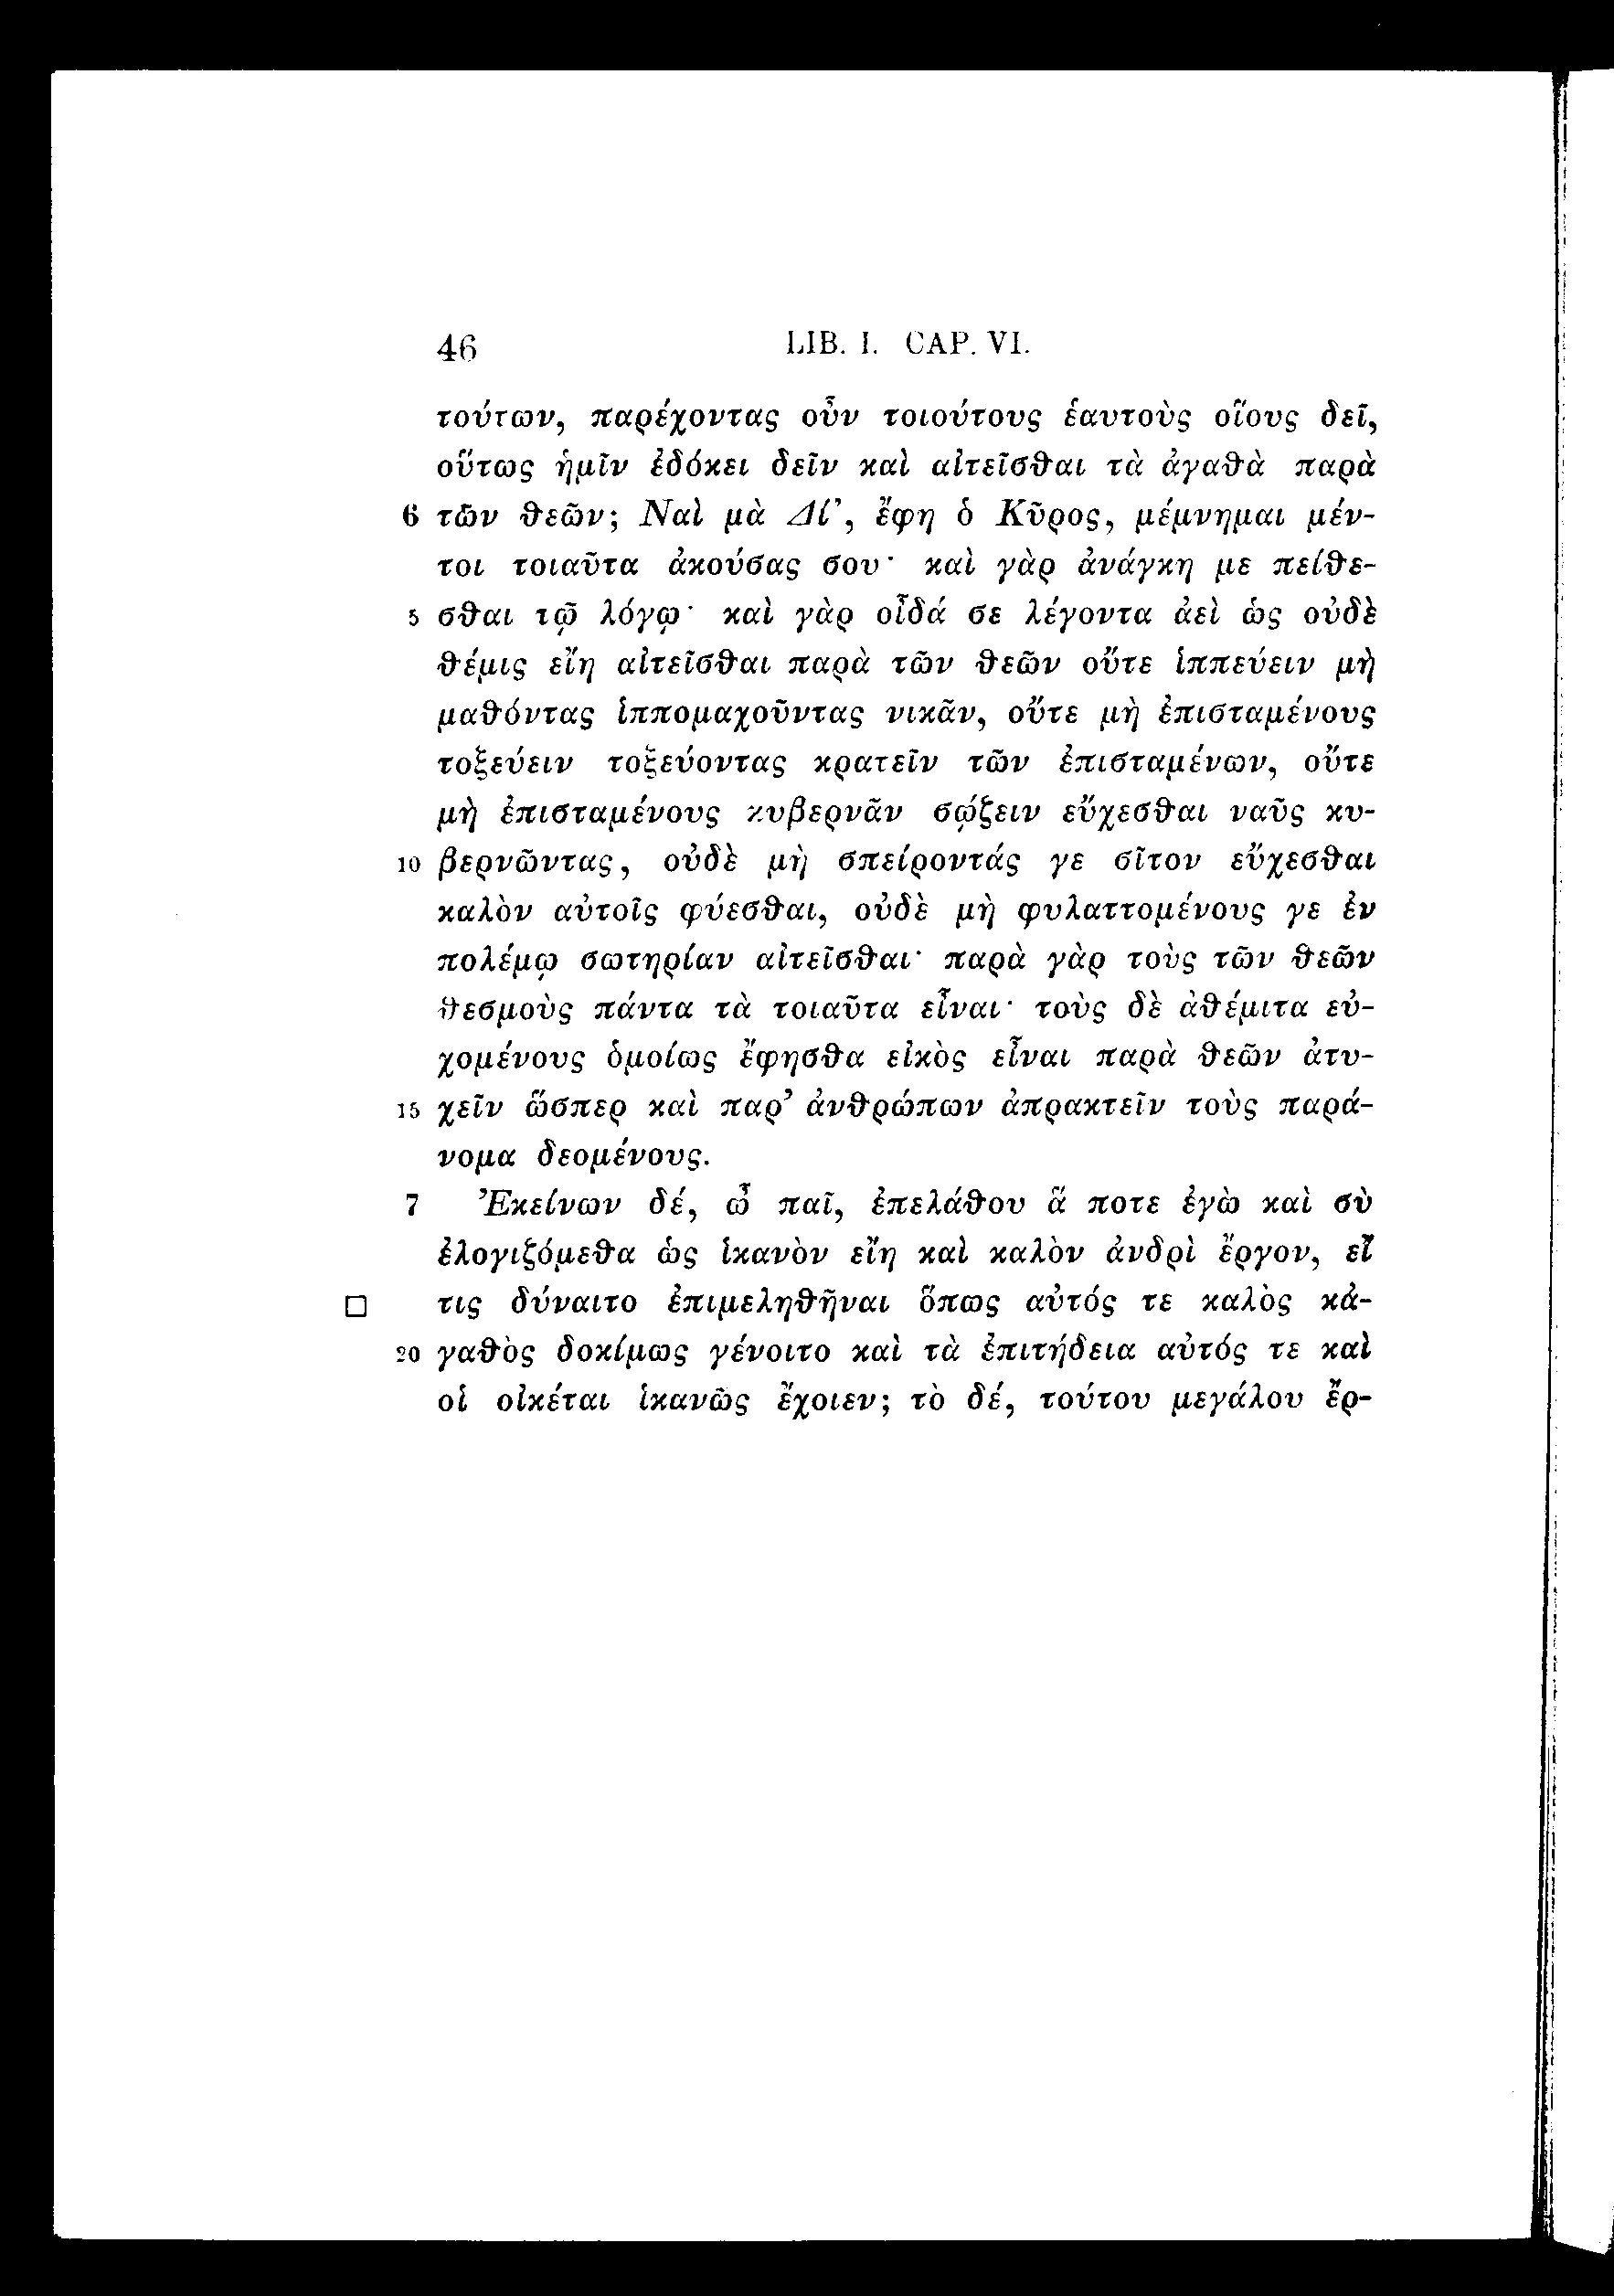 46 LIB. I. CAP. VI.
τούτων, παρέχοντας οὖν τοιούτους ἑαυτοὺς οἵους δεῖ,
οὕτως ἡμῖν ἐδόκει δεῖν καὶ αἰτεῖσθαι τὰ ἀγαθὰ παρὰ
6 τῶν θεῶν; Ναὶ μὰ Δί', ἔφη ὁ Κῦρος, μέμνημαι μέν-
τοι τοιαῦτα ἀκούσας σου· καὶ γὰρ ἀνάγκη με πείθε-
5 σθαι τῷ λόγῳ· καὶ γὰρ οἶδά σε λέγοντα ἀεὶ ὡς οὐδὲ
θέμις εἴη αἰτεῖσθαι παρὰ τῶν θεῶν οὔτε ἱππεύειν μὴ
μαθόντας ἱππομαχοῦντας νικᾶν, οὔτε μὴ ἐπισταμένους
τοξεύειν τοξεύοντας κρατεῖν τῶν ἐπισταμένων, οὔτε
μὴ ἐπισταμένους κυβερνᾶν σῴζειν εὔχεσθαι ναῦς κυ-
10 βερνῶντας, οὐδὲ μὴ σπείροντάς γε σῖτον εὔχεσθαι
καλὸν αὐτοῖς φύεσθαι, οὐδὲ μὴ φυλαττομένους γε ἐν
πολέμῳ σωτηρίαν αἰτεῖσθαι· παρὰ γὰρ τοὺς τῶν θεῶν
θεσμοὺς πάντα τὰ τοιαῦτα εἶναι· τοὺς δὲ ἀθέμιτα εὐ-
χομένους ὁμοίως ἔφησθα εἰκὸς εἶναι παρὰ θεῶν ἀτυ-
15 χεῖν ὥσπερ καὶ παρ' ἀνθρώπων ἀπρακτεῖν τοὺς παρά-
νομα δεομένους.
7 Ἐκείνων δέ, ὦ παῖ, ἐπελάθου ἅ ποτε ἐγὼ καὶ σὺ
ἐλογιζόμεθα ὡς ἱκανὸν εἴη καὶ καλὸν ἀνδρὶ ἔργον, εἴ
τις δύναιτο ἐπιμεληθῆναι ὅπως αὐτός τε καλὸς κἀ-
20 γαθὸς δοκίμως γένοιτο καὶ τὰ ἐπιτήδεια αὐτός τε καὶ
οἱ οἰκέται ἱκανῶς ἔχοιεν; τὸ δέ, τούτου μεγάλου ἔρ-